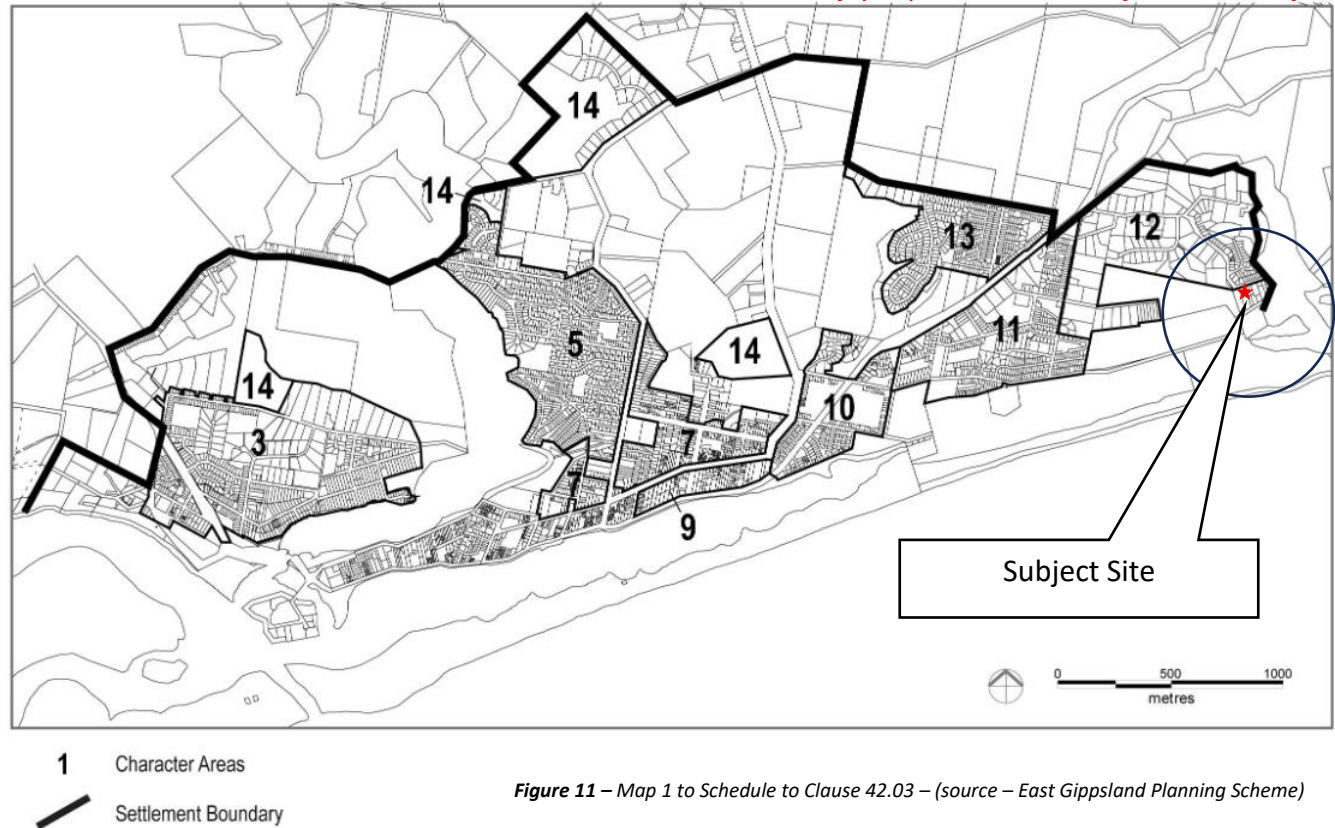 14
14
13
12
5
14
11
14
10
3
7
7
9
Subject Site
0 500 1000
metres
1 Character Areas
Settlement Boundary
Figure 11 – Map 1 to Schedule to Clause 42.03 – (source – East Gippsland Planning Scheme)